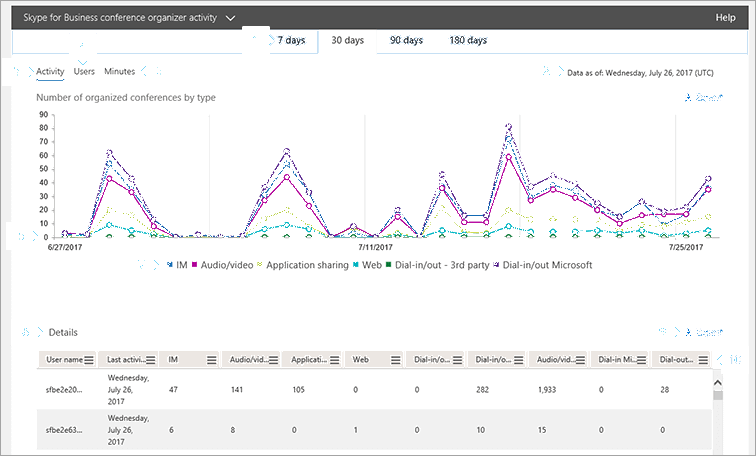 Skype for Business conference organizer activity
Help
7 days 30 days 90 days 180 days
Activity Users Minutes
Data as of: Wednesday, July 26, 2017 (UTC)
Number of organized conferences by type
90
80
70
60
50
40
30
20
10
0
6/27/2017 7/11/2017 7/25/2017
IM Audio/video Application sharing Web Dial-in/out - 3rd party Dial-in/out Microsoft
Details
User name Last activi... IM Audio/vid... Applicati... Web Dial-in/o... Dial-in/o... Audio/vid... Dial-in Mi... Dial-out...
sfbe2e20... Wednesday, July 26, 2017 47 141 105 0 0 282 1,933 0 28
sfbe2e63... Wednesday, July 26, 2017 6 8 0 1 0 10 15 0 0